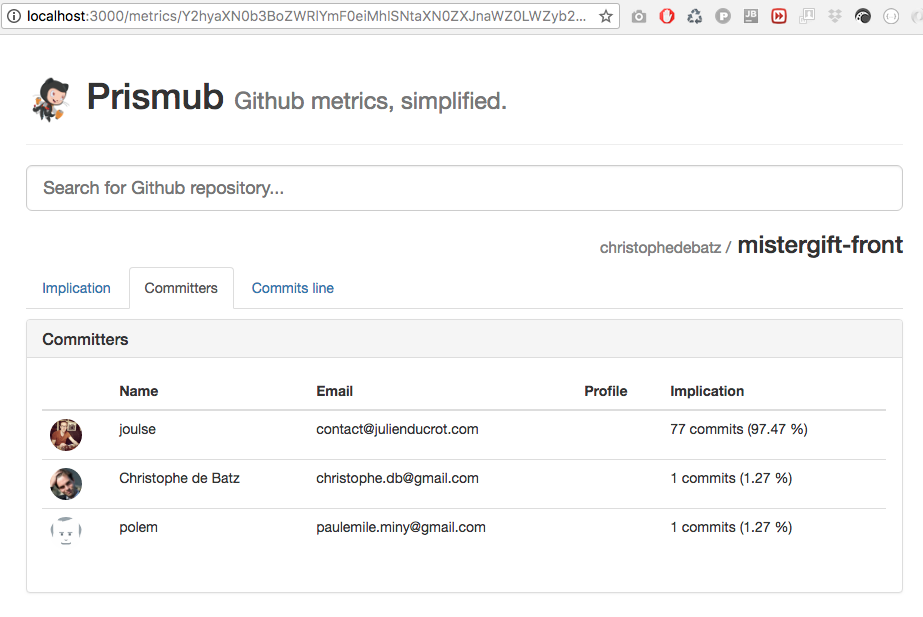 localhost:3000/metrics/Y2hyaXN0b3BoZWRlYmF0eiMhlSNtaXN0ZXJnaWZ0LWZyb2...
Prismub Github metrics, simplified.
Search for Github repository...
christophedebatz / mistergift-front
Implication Committers Commits line
Committers
Name Email Profile Implication
joulse contact@julienducrot.com 77 commits (97.47 %)
Christophe de Batz christophe.db@gmail.com 1 commits (1.27 %)
polem paulemile.miny@gmail.com 1 commits (1.27 %)